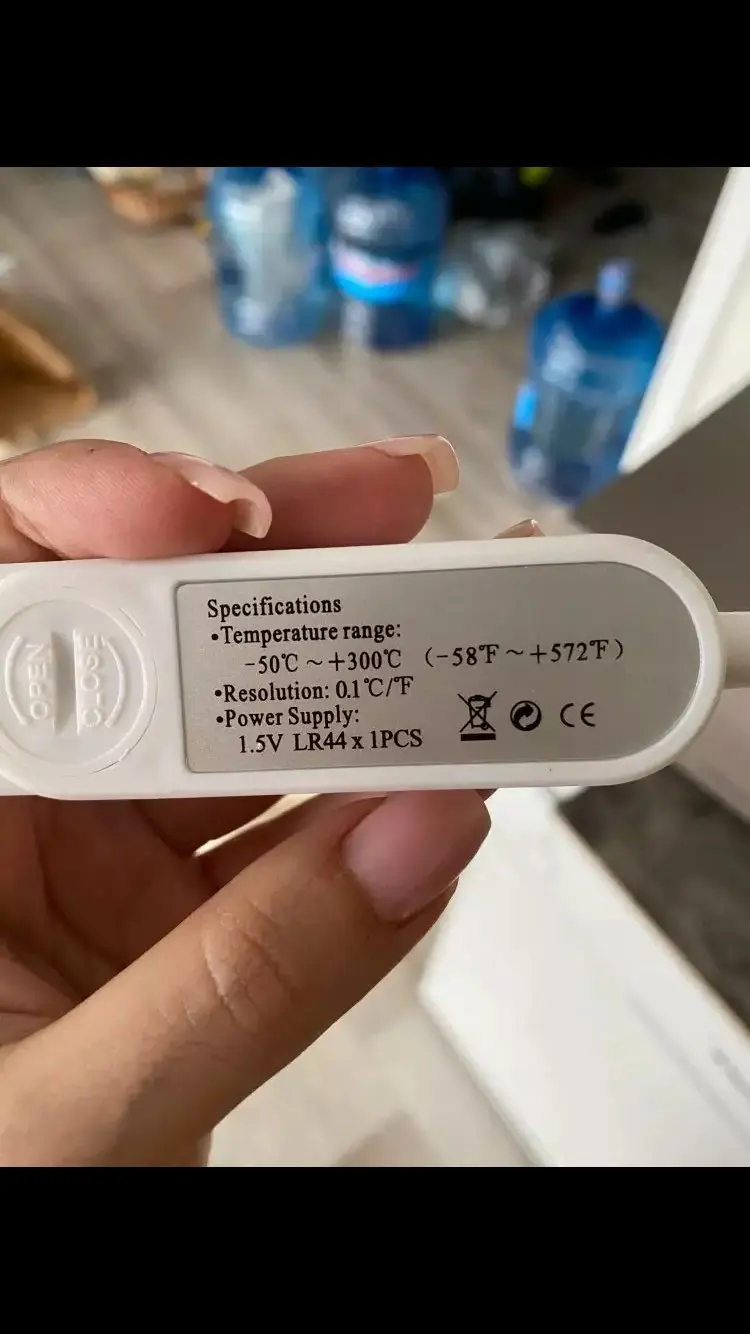 OPEN
CLOSE
Specifications
•Temperature range:
-50℃ ~ +300℃ (-58℉ ~ +572℉)
•Resolution: 0.1℃/℉
•Power Supply:
1.5V LR44 x 1PCS
CE